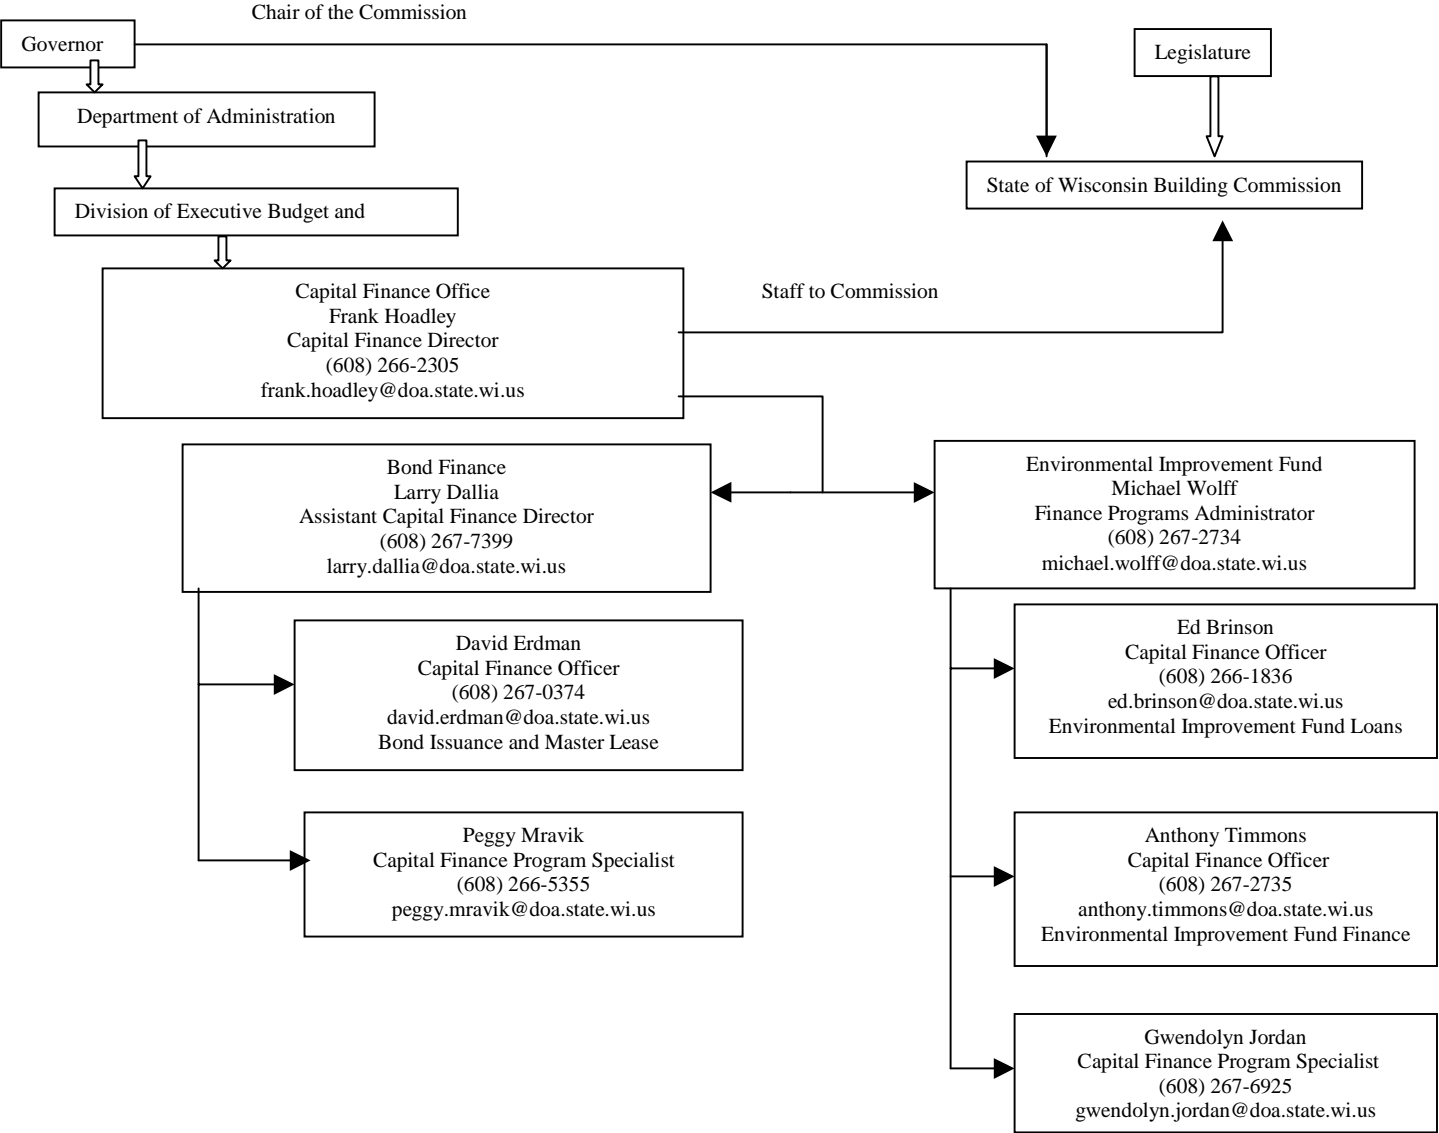 Chair of the Commission
Governor
Legislature
Department of Administration
State of Wisconsin Building Commission
Division of Executive Budget and
Capital Finance Office
Frank Hoadley
Capital Finance Director
(608) 266-2305
frank.hoadley@doa.state.wi.us
Staff to Commission
Bond Finance
Larry Dallia
Assistant Capital Finance Director
(608) 267-7399
larry.dallia@doa.state.wi.us
Environmental Improvement Fund
Michael Wolff
Finance Programs Administrator
(608) 267-2734
michael.wolff@doa.state.wi.us
David Erdman
Capital Finance Officer
(608) 267-0374
david.erdman@doa.state.wi.us
Bond Issuance and Master Lease
Ed Brinson
Capital Finance Officer
(608) 266-1836
ed.brinson@doa.state.wi.us
Environmental Improvement Fund Loans
Peggy Mravik
Capital Finance Program Specialist
(608) 266-5355
peggy.mravik@doa.state.wi.us
Anthony Timmons
Capital Finance Officer
(608) 267-2735
anthony.timmons@doa.state.wi.us
Environmental Improvement Fund Finance
Gwendolyn Jordan
Capital Finance Program Specialist
(608) 267-6925
gwendolyn.jordan@doa.state.wi.us